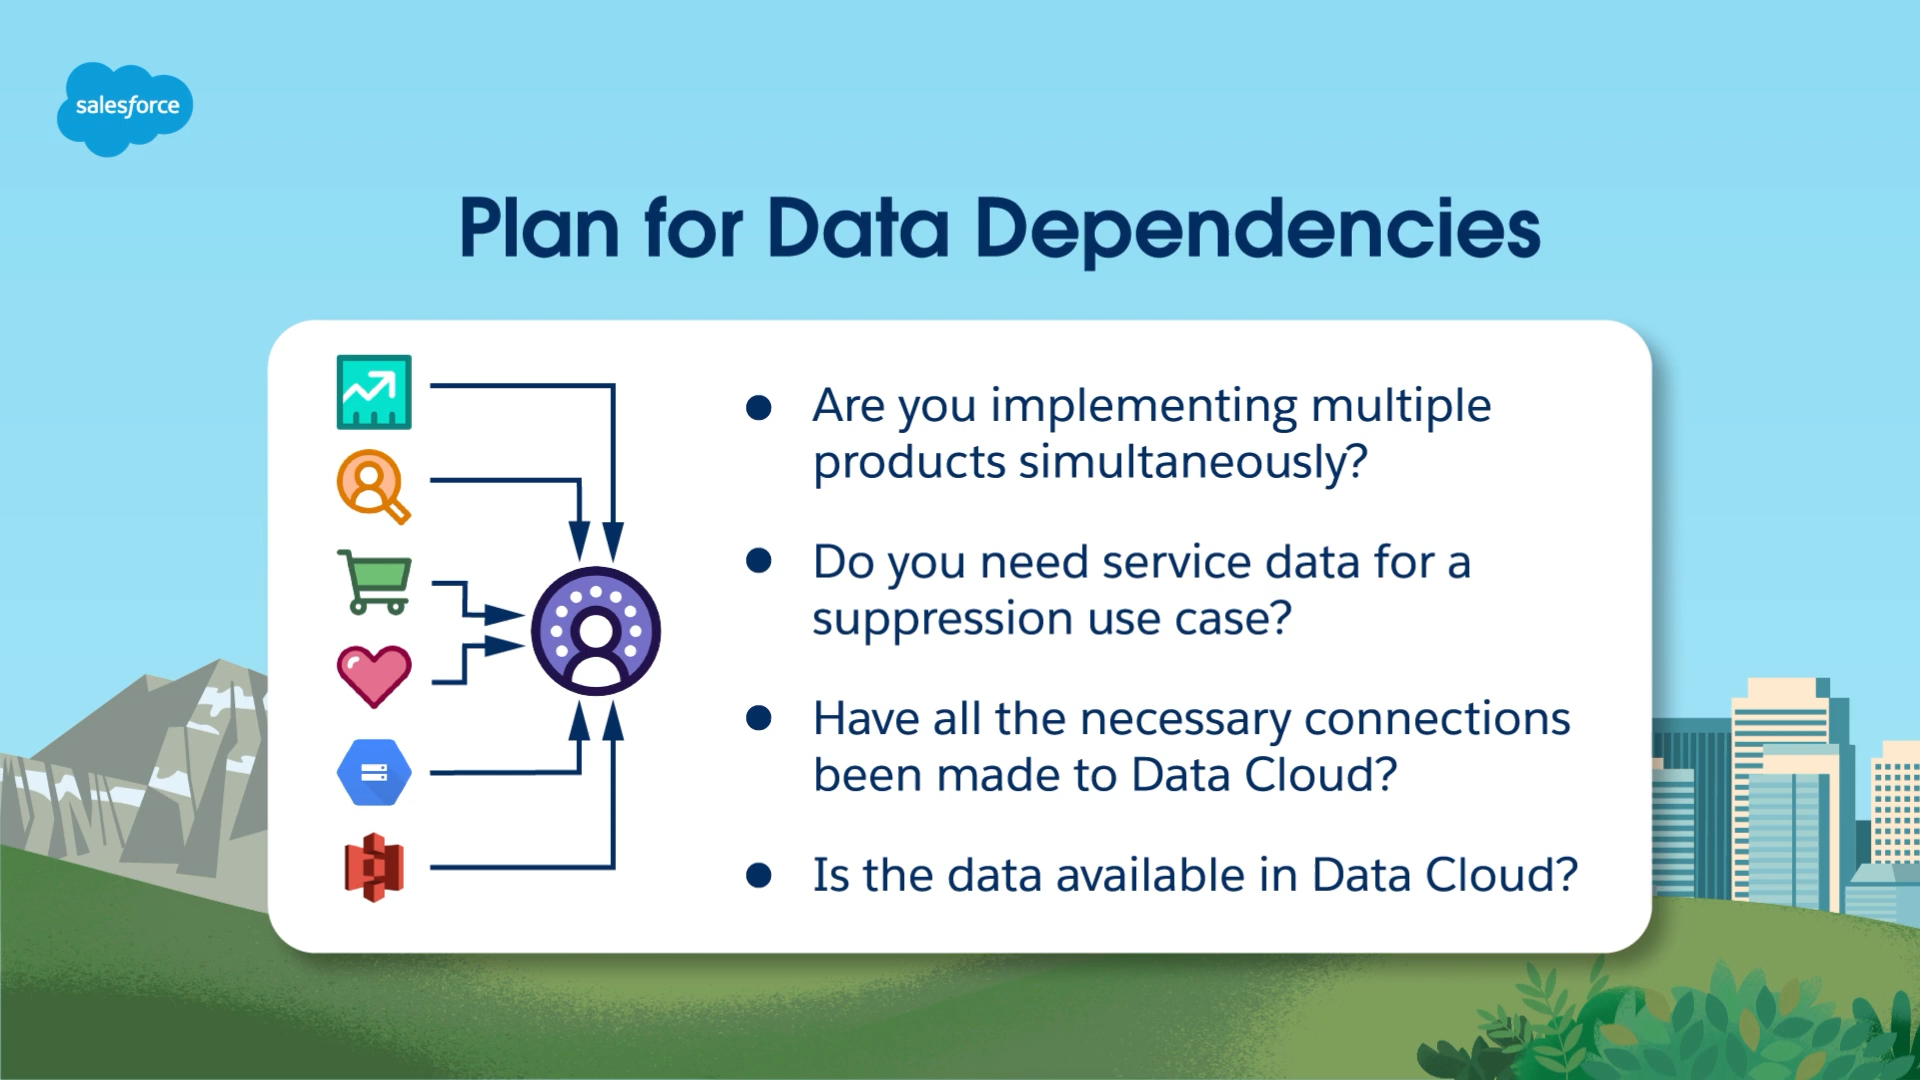 salesforce
Plan for Data Dependencies
● Are you implementing multiple
products simultaneously?
● Do you need service data for a
suppression use case?
● Have all the necessary connections
been made to Data Cloud?
● Is the data available in Data Cloud?